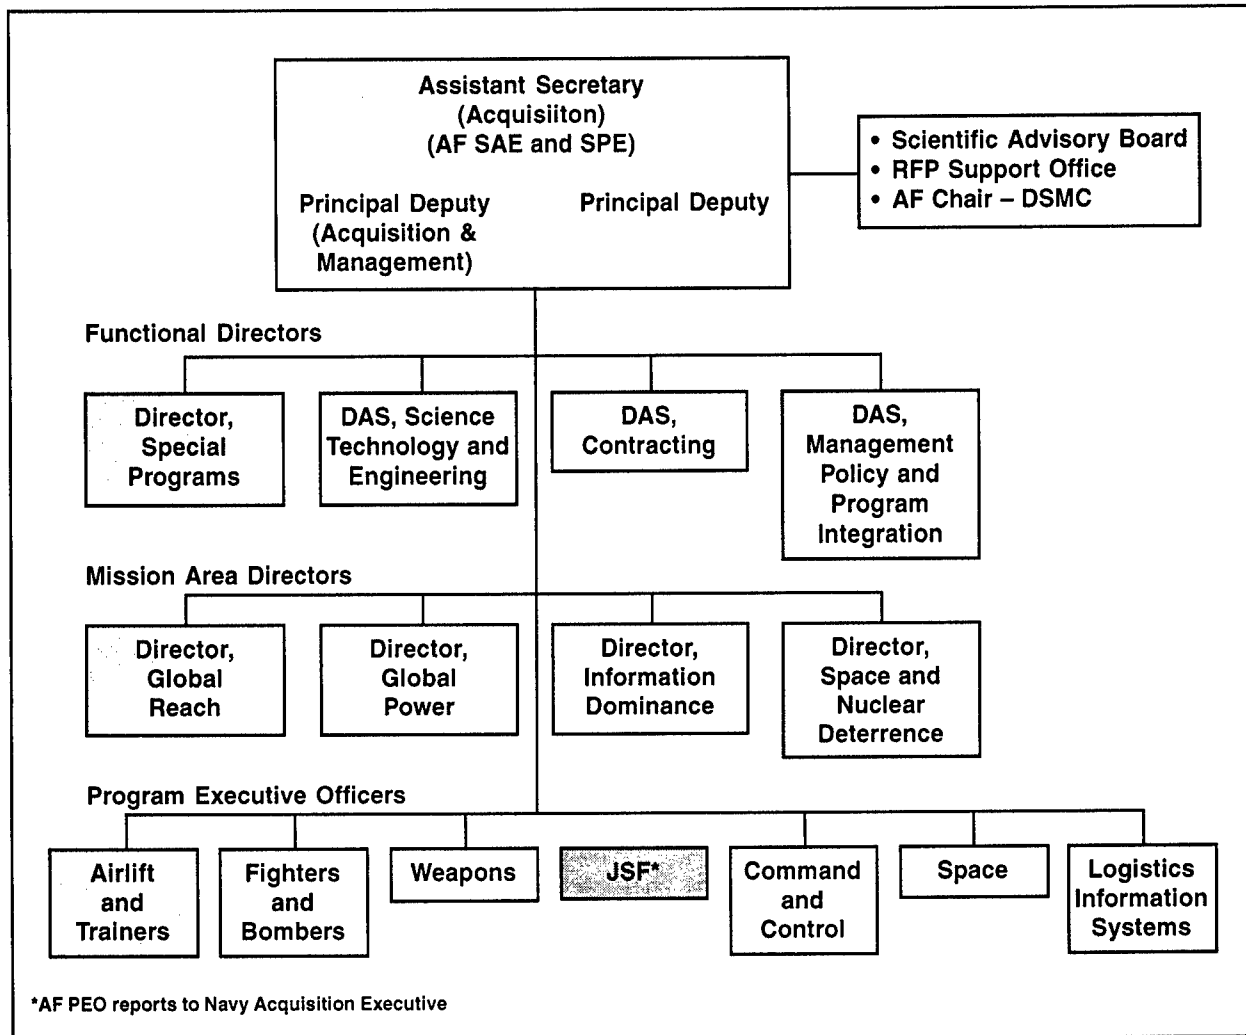 Assistant Secretary
(Acquisiiton)
(AF SAE and SPE)
Principal Deputy
(Acquisition &
Management)
Principal Deputy
• Scientific Advisory Board
• RFP Support Office
• AF Chair – DSMC
Functional Directors
Director,
Special
Programs
DAS, Science
Technology and
Engineering
DAS,
Contracting
DAS,
Management
Policy and
Program
Integration
Mission Area Directors
Director,
Global
Reach
Director,
Global
Power
Director,
Information
Dominance
Director,
Space and
Nuclear
Deterrence
Program Executive Officers
Airlift
and
Trainers
Fighters
and
Bombers
Weapons
JSF*
Command
and
Control
Space
Logistics
Information
Systems
*AF PEO reports to Navy Acquisition Executive